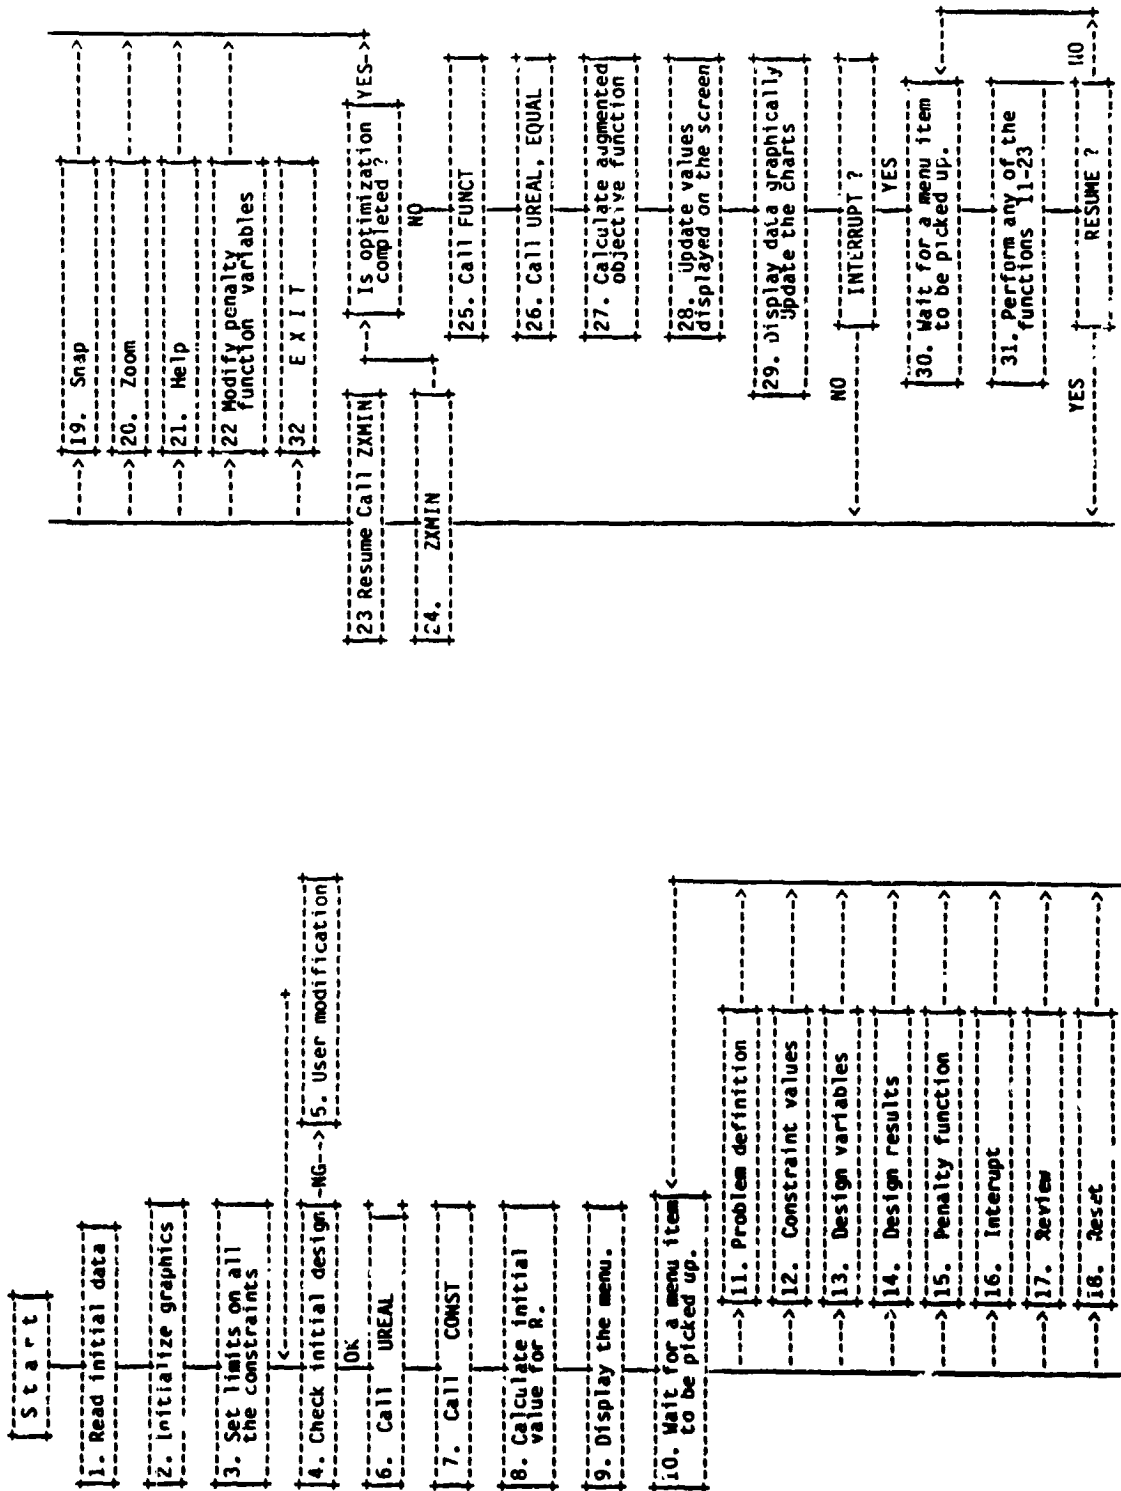 S t a r t
1. Read initial data
2. Initialize graphics
3. Set limits on all
the constraints
4. Check initial design
-NG-->
5. User modification
OK
6. Call UREAL
7. Call CONST
8. Calculate initial
value for R.
9. Display the menu.
10. Wait for a menu item
to be picked up.
11. Problem definition
12. Constraint values
13. Design variables
14. Design results
15. Penalty function
16. Interupt
17. Review
18. Reset
19. Snap
20. Zoom
21. Help
22 Modify penalty
function variables
32 E X I T
23 Resume Call ZXMIN
24. ZXMIN
Is optimization
completed ?
YES->
NO
25. Call FUNCT
26. Call UREAL, EQUAL
27. Calculate augmented
objective function
28. Update values
displayed on the screen
29. Display data graphically
Update the charts
INTERRUPT ?
NO
YES
30. Wait for a menu item
to be picked up.
31. Perform any of the
functions 11-23
RESUME ?
YES
NO